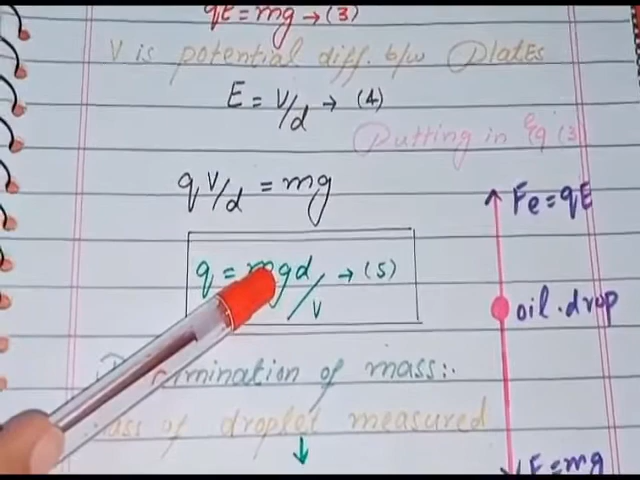 qE = mg → (3)
V is potential diff. b/w Plates
E = V/d → (4)
Putting in Eq (3)
q V/d = mg
Fe = qE
q = mgd/V → (5)
oil. drop
of mass:.
of droplet measured
↓
F = mg